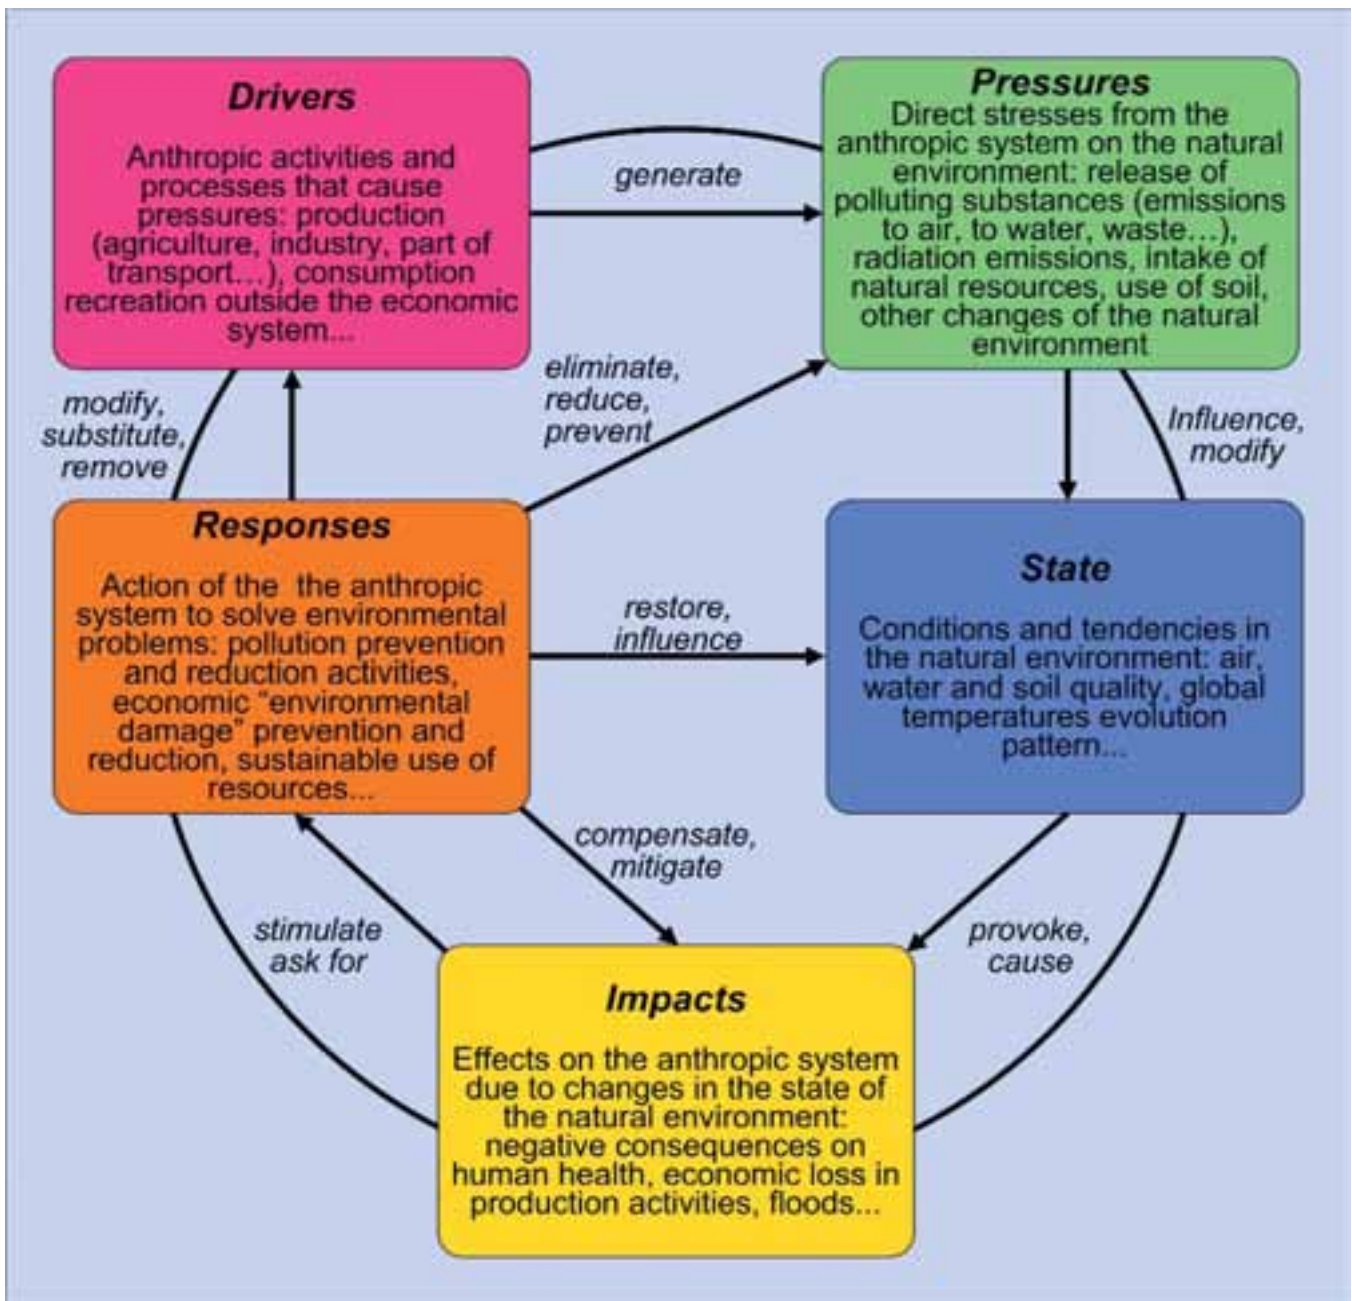 Drivers
Anthropic activities and
processes that cause
pressures: production
(agriculture, industry, part of
transport...), consumption
recreation outside the economic
system...
generate
Pressures
Direct stresses from the
anthropic system on the natural
environment: release of
polluting substances (emissions
to air, to water, waste...),
radiation emissions, intake of
natural resources, use of soil,
other changes of the natural
environment
modify,
substitute,
remove
eliminate,
reduce,
prevent
Influence,
modify
Responses
Action of the the anthropic
system to solve environmental
problems: pollution prevention
and reduction activities,
economic “environmental
damage” prevention and
reduction, sustainable use of
resources...
restore,
influence
State
Conditions and tendencies in
the natural environment: air,
water and soil quality, global
temperatures evolution
pattern...
compensate,
mitigate
stimulate
ask for
provoke,
cause
Impacts
Effects on the anthropic system
due to changes in the state of
the natural environment:
negative consequences on
human health, economic loss in
production activities, floods...